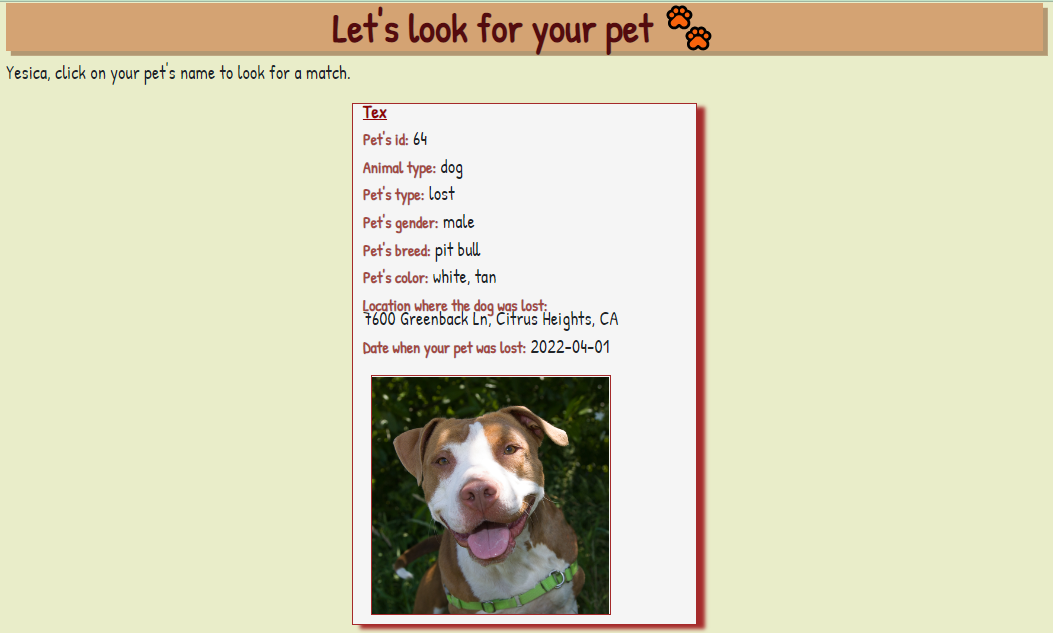 Let's look for your pet
Yesica, click on your pet's name to look for a match.
Tex
Pet's id: 64
Animal type: dog
Pet's type: lost
Pet's gender: male
Pet's breed: pit bull
Pet's color: white, tan
Location where the dog was lost:
7600 Greenback Ln, Citrus Heights, CA
Date when your pet was lost: 2022-04-01